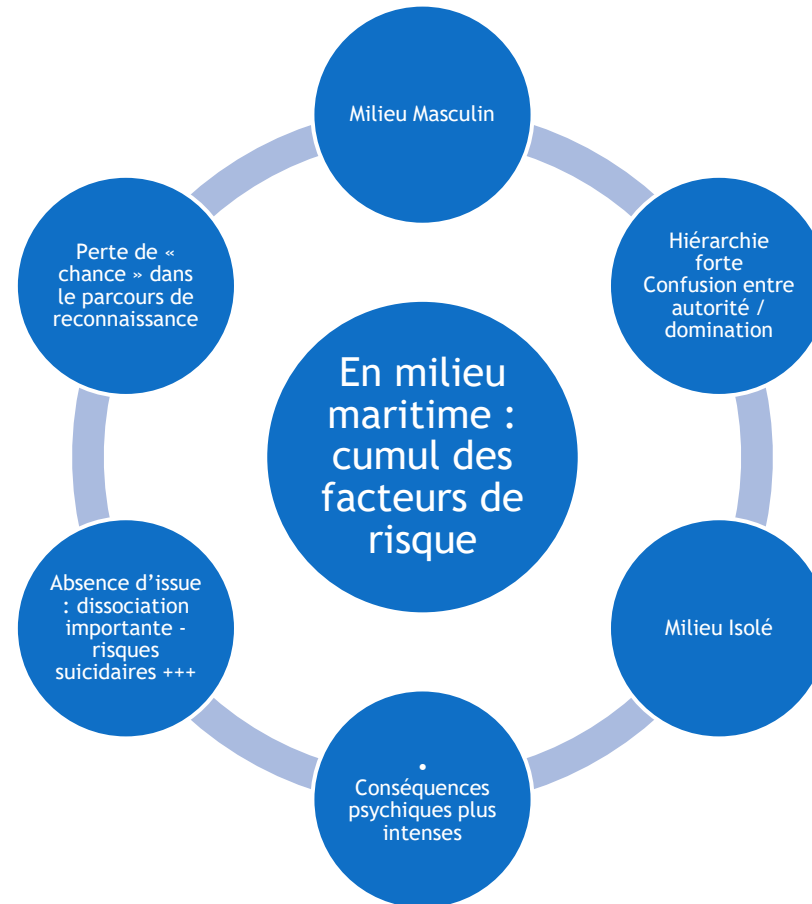 Milieu Masculin
Hiérarchie
forte
Confusion entre
autorité /
domination
Milieu Isolé
•
Conséquences
psychiques plus
intenses
Absence d’issue
: dissociation
importante -
risques
suicidaires +++
Perte de «
chance » dans
le parcours de
reconnaissance
En milieu
maritime :
cumul des
facteurs de
risque